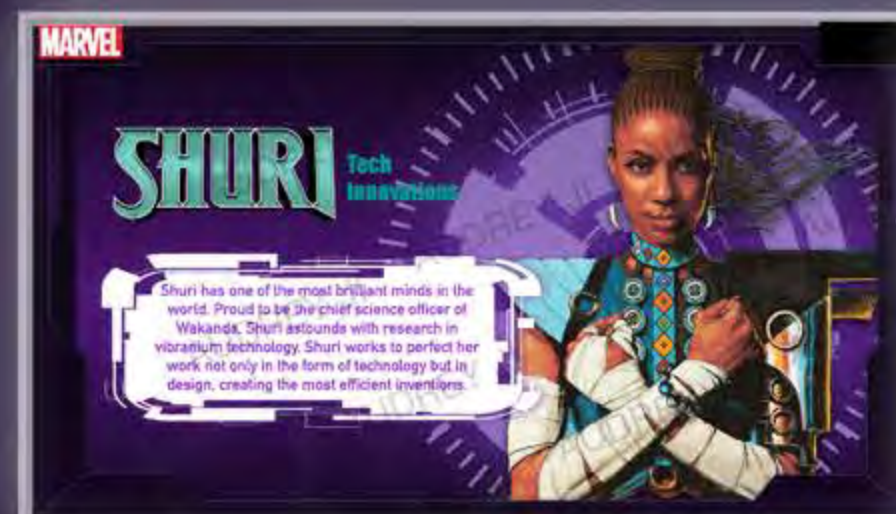 MARVEL
SHURI
Tech
Innovations
Shuri has one of the most brilliant minds in the
world. Proud to be the chief science officer of
Wakanda, Shuri astounds with research in
vibranium technology. Shuri works to perfect her
work not only in the form of technology but in
design, creating the most efficient inventions.